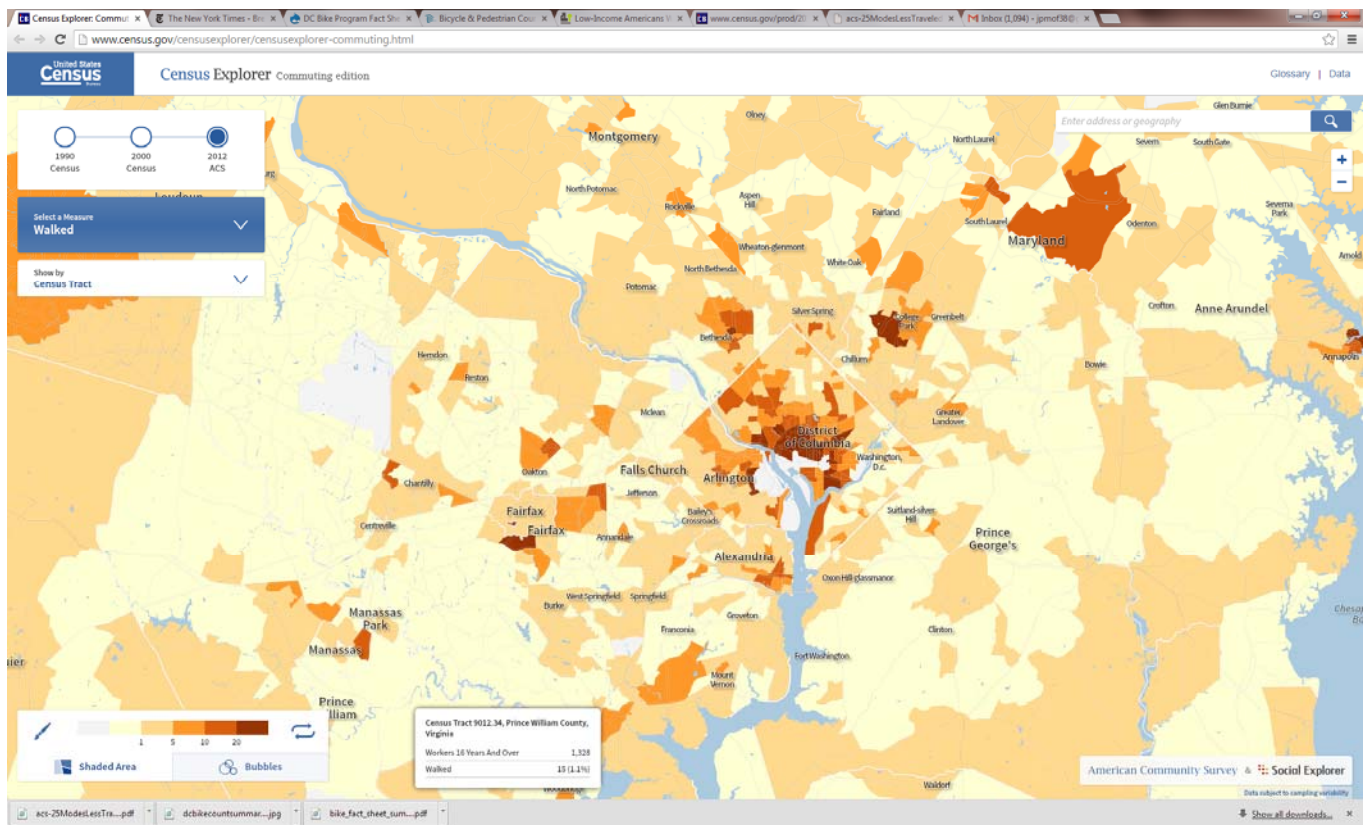 Census Explorer: Commut
The New York Times - Bre
DC Bike Program Fact She
Bicycle & Pedestrian Coun
Low-Income Americans W
www.census.gov/prod/20
acs-25ModesLessTraveled
Inbox (1,094) - jpmof38@
www.census.gov/censusexplorer/censusexplorer-commuting.html
United States
Census
Bureau
Census Explorer Commuting edition
Glossary | Data
1990
Census
2000
Census
2012
ACS
Select a Measure
Walked
Show by
Census Tract
Enter address or geography
+
−
Glen Burnie
Olney
Montgomery
North Laurel
Severn
South Gate
Loudoun
North Potomac
Aspen
Hill
Severna
Park
Rockville
Fairland
South Laurel
Odenton
Maryland
Wheaton-glenmont
Arnold
North Bethesda
White Oak
Potomac
Crofton
Anne Arundel
Silver Spring
College
Park
Greenbelt
Bethesda
Annapolis
Herndon
Chillum
Bowie
Reston
Mclean
Greater
Landover
District
of Columbia
Washington,
D.c.
Oakton
Falls Church
Arlington
Chantilly
Jefferson
Fairfax
Bailey's
Crossroads
Suitland-silver
Hill
Centreville
Fairfax
Annandale
Prince
George's
Alexandria
Oxon Hill-glassmanor
West Springfield
Springfield
Burke
Manassas
Park
Groveton
Franconia
Clinton
Manassas
Fort Washington
Mount
Vernon
Prince
William
Woodbridge
Waldorf
1 5 10 20
Shaded Area
Bubbles
Census Tract 9012.34, Prince William County,
Virginia
Workers 16 Years And Over 1,328
Walked 15 (1.1%)
American Community Survey & Social Explorer
Data subject to sampling variability
acs-25ModesLessTra....pdf
dcbikecountsummar....jpg
bike_fact_sheet_sum....pdf
Show all downloads...